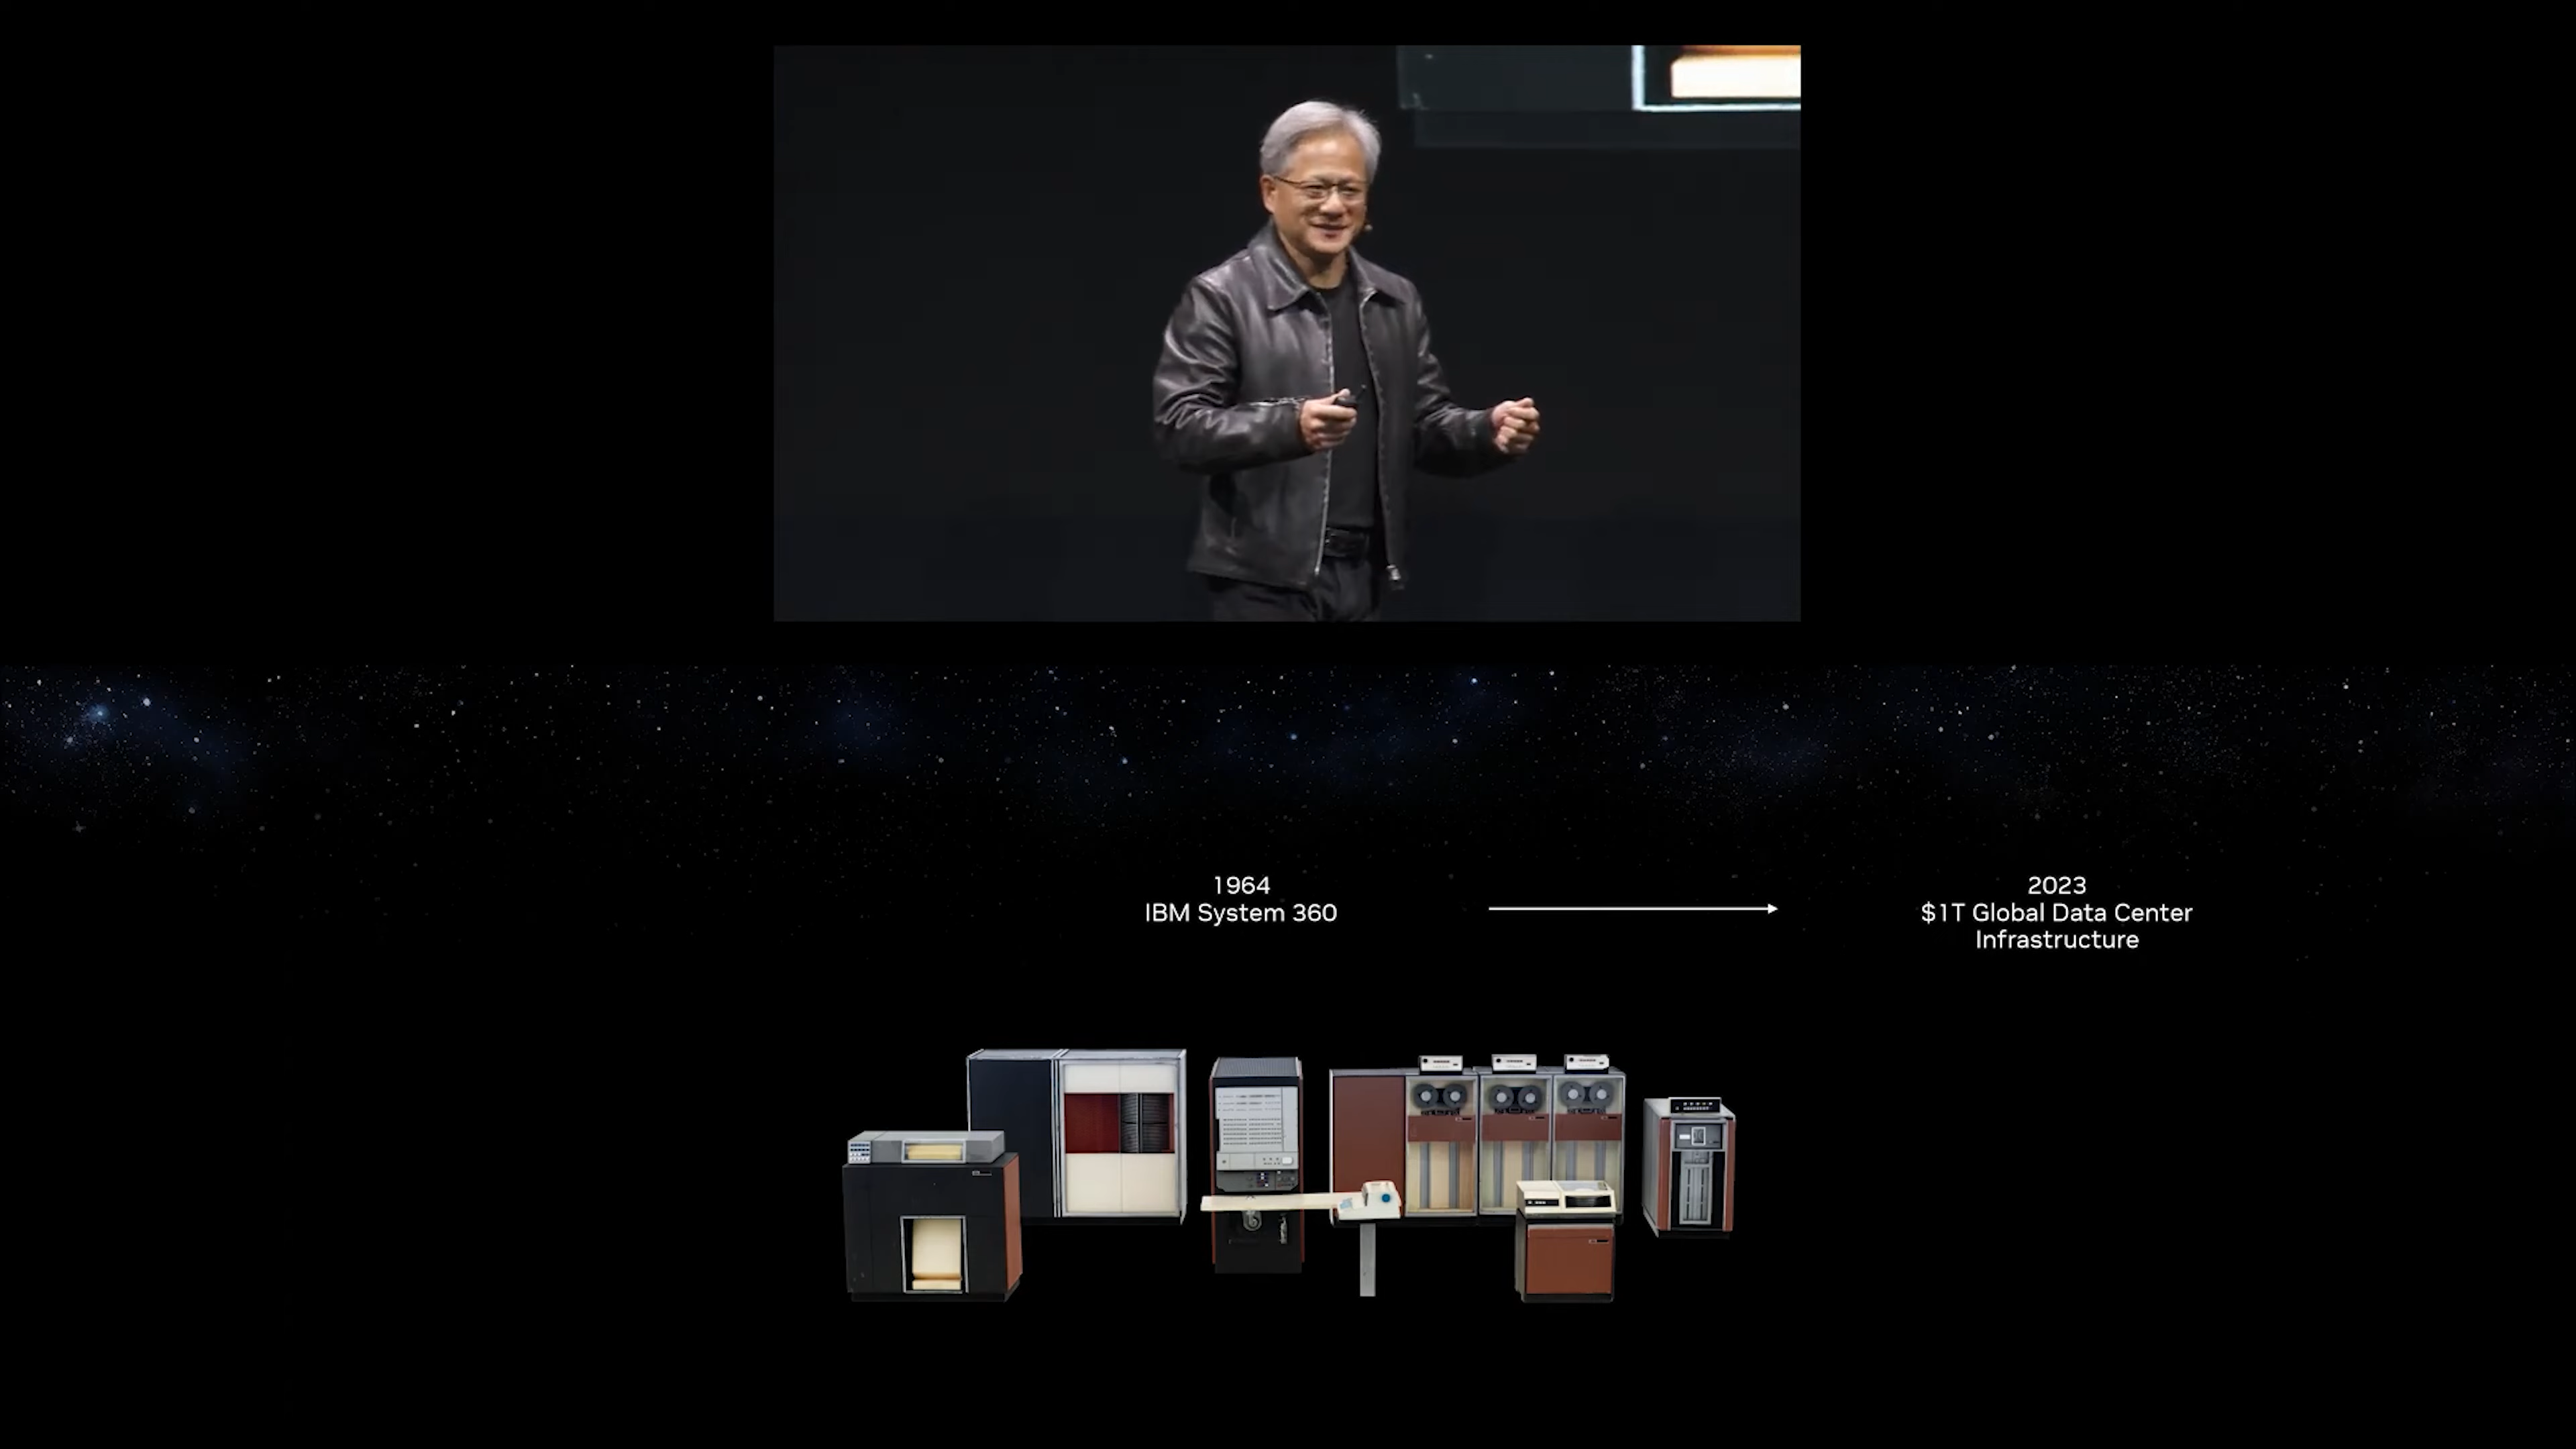 1964
IBM System 360
2023
$1T Global Data Center
Infrastructure